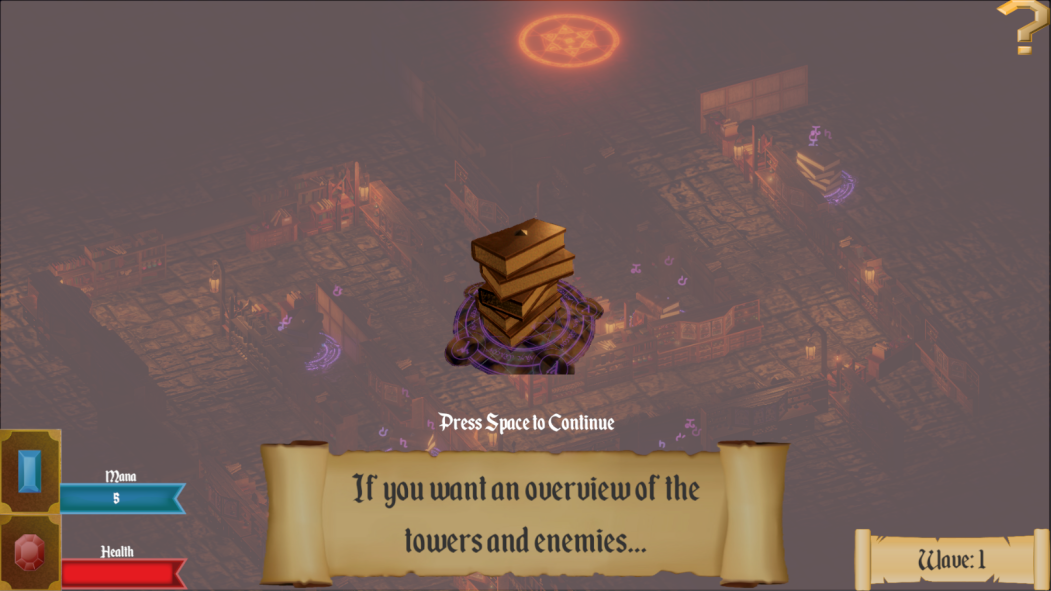 ?
Press Space to Continue
If you want an overview of the
towers and enemies...
Mana
5
Health
Wave: 1